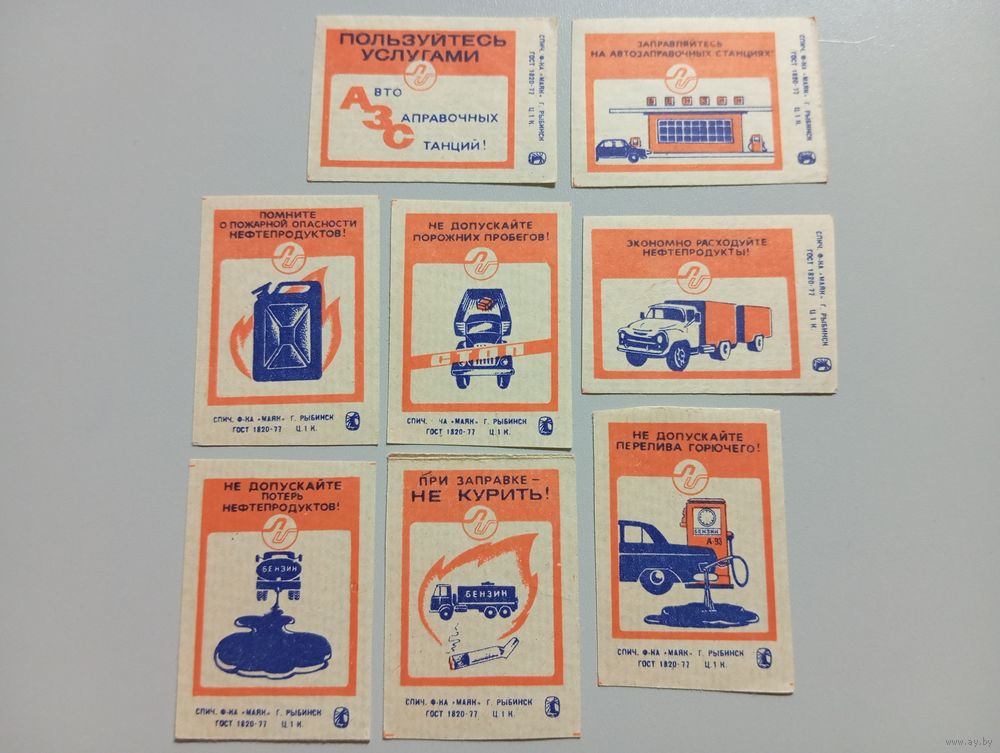 ПОЛЬЗУЙТЕСЬ
УСЛУГАМИ
АВТО
ЗАПРАВОЧНЫХ
СТАНЦИЙ!
СПИЧ. Ф-КА «МАЯК» Г. РЫБИНСК
ГОСТ 1820-77 Ц. 1 К.
ЗАПРАВЛЯЙТЕСЬ
НА АВТОЗАПРАВОЧНЫХ СТАНЦИЯХ!
БЕНЗИН
СПИЧ. Ф-КА «МАЯК» Г. РЫБИНСК
ГОСТ 1820-77 Ц. 1 К.
ПОМНИТЕ
О ПОЖАРНОЙ ОПАСНОСТИ
НЕФТЕПРОДУКТОВ!
СПИЧ. Ф-КА «МАЯК» Г. РЫБИНСК
ГОСТ 1820-77 Ц. 1 К.
НЕ ДОПУСКАЙТЕ
ПОРОЖНИХ ПРОБЕГОВ!
СТОП
СПИЧ. КА «МАЯК» Г. РЫБИНСК
ГОСТ 1820-77 Ц. 1 К.
ЭКОНОМНО РАСХОДУЙТЕ
НЕФТЕПРОДУКТЫ!
СПИЧ. Ф-КА «МАЯК» Г. РЫБИНСК
ГОСТ 1820-77 Ц. 1 К.
НЕ ДОПУСКАЙТЕ
ПОТЕРЬ
НЕФТЕПРОДУКТОВ!
БЕНЗИН
СПИЧ. Ф-КА «МАЯК» Г. РЫБИНСК
ГОСТ 1820-77 Ц. 1 К.
ПРИ ЗАПРАВКЕ –
НЕ КУРИТЬ!
БЕНЗИН
СПИЧ. Ф-КА «МАЯК» Г. РЫБИНСК
ГОСТ 1820-77 Ц. 1 К.
НЕ ДОПУСКАЙТЕ
ПЕРЕЛИВА ГОРЮЧЕГО!
БЕНЗИН
А-93
СПИЧ. Ф-КА «МАЯК» Г. РЫБИНСК
ГОСТ 1820-77 Ц. 1 К.
www.ay.by